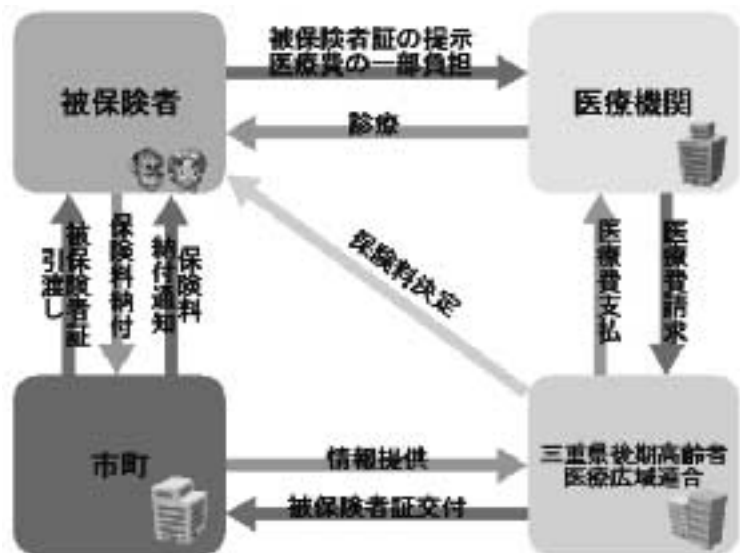 被保険者証の提示
医療費の一部負担
被保険者
医療機関
診療
被保険者証
引渡し
保険料納付
保険料
納付通知
保険料決定
医療費支払
医療費請求
市町
情報提供
三重県後期高齢者
医療広域連合
被保険者証交付